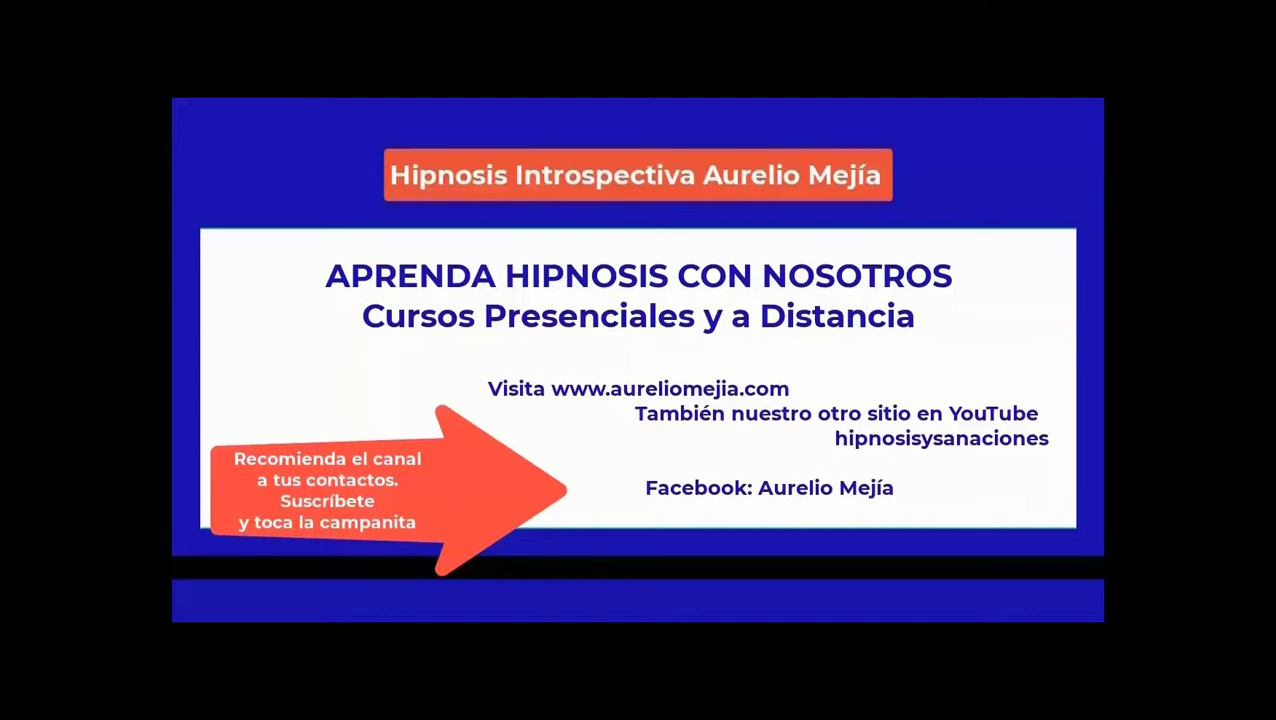 Hipnosis Introspectiva Aurelio Mejía
APRENDA HIPNOSIS CON NOSOTROS
Cursos Presenciales y a Distancia
Visita www.aureliomejia.com
También nuestro otro sitio en YouTube
hipnosisysanaciones
Recomienda el canal
a tus contactos.
Suscríbete
y toca la campanita
Facebook: Aurelio Mejía